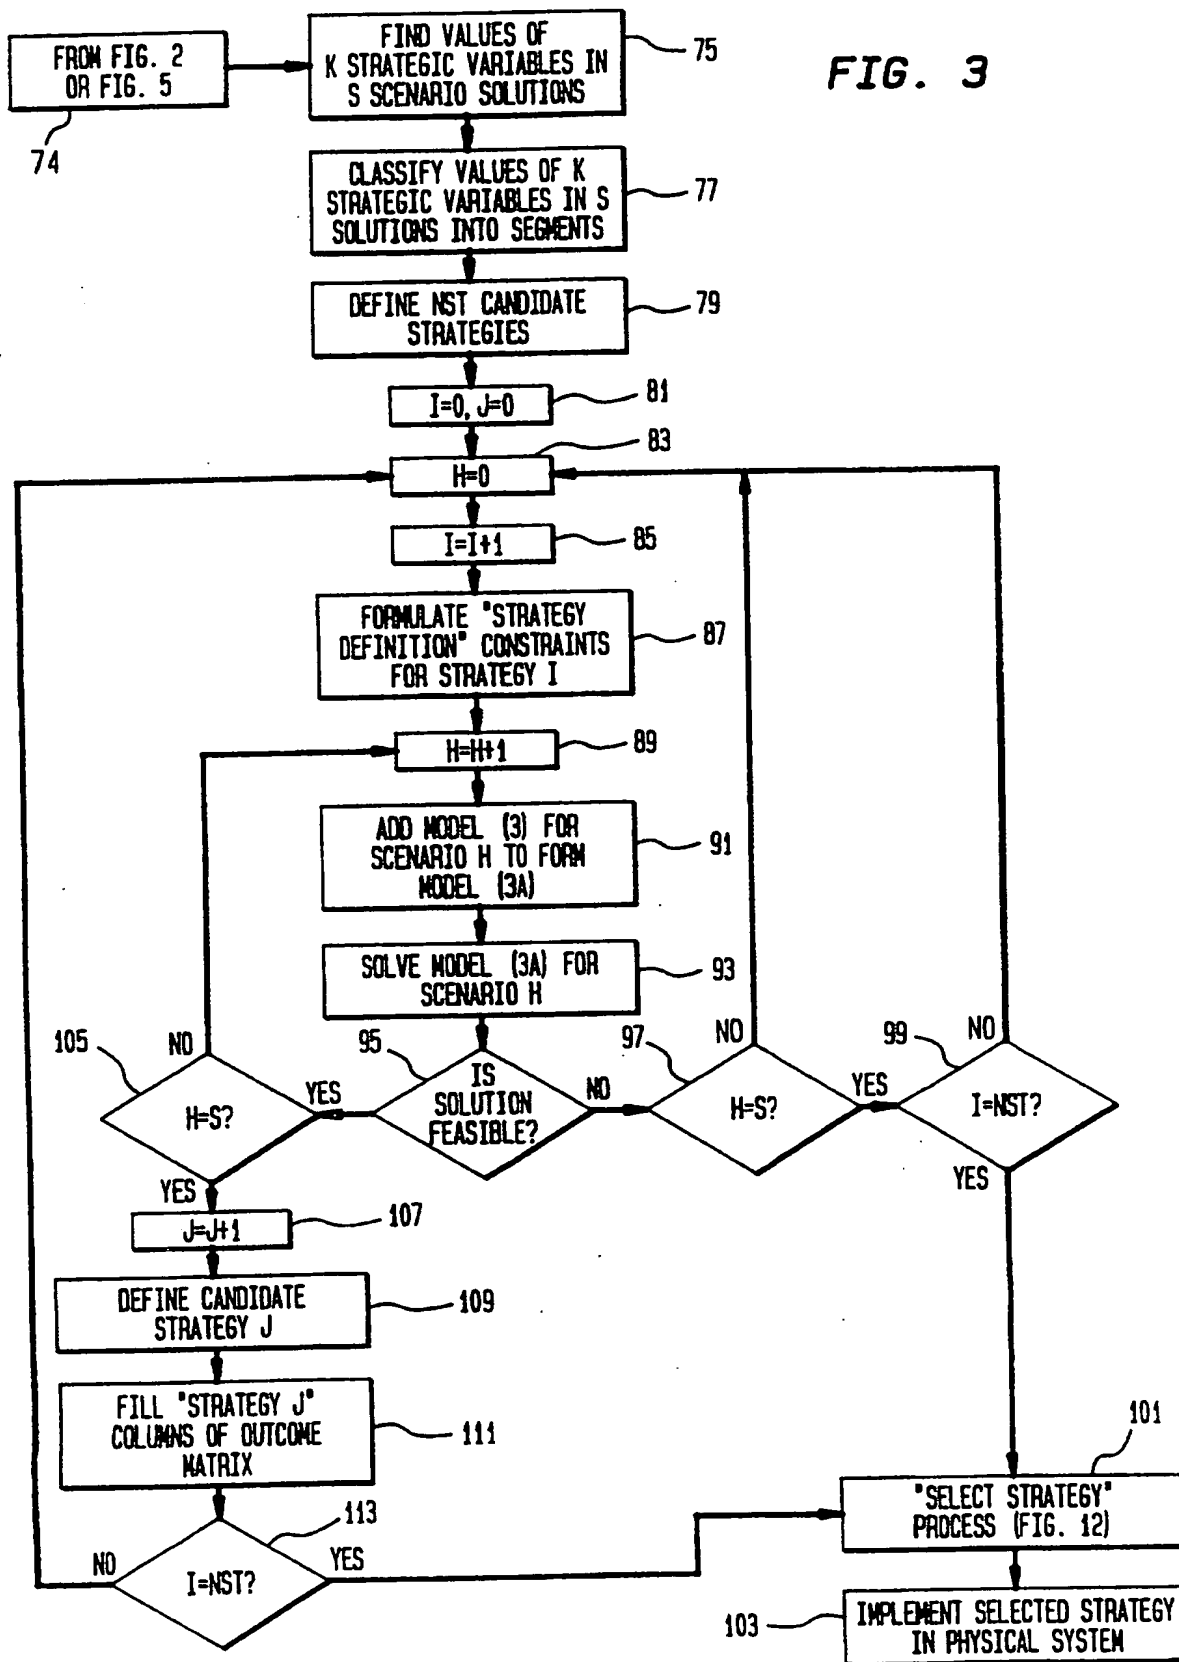 FIG. 3
FROM FIG. 2
OR FIG. 5
74
FIND VALUES OF
K STRATEGIC VARIABLES IN
S SCENARIO SOLUTIONS
75
CLASSIFY VALUES OF K
STRATEGIC VARIABLES IN S
SOLUTIONS INTO SEGMENTS
77
DEFINE NST CANDIDATE
STRATEGIES
79
I=0, J=0
81
H=0
83
I=I+1
85
FORMULATE "STRATEGY
DEFINITION" CONSTRAINTS
FOR STRATEGY I
87
H=H+1
89
ADD MODEL (3) FOR
SCENARIO H TO FORM
MODEL (3A)
91
SOLVE MODEL (3A) FOR
SCENARIO H
93
IS
SOLUTION
FEASIBLE?
95
YES
NO
H=S?
105
NO
YES
H=S?
97
NO
YES
I=NST?
99
NO
YES
J=J+1
107
DEFINE CANDIDATE
STRATEGY J
109
FILL "STRATEGY J"
COLUMNS OF OUTCOME
MATRIX
111
I=NST?
113
NO
YES
"SELECT STRATEGY"
PROCESS (FIG. 12)
101
IMPLEMENT SELECTED STRATEGY
IN PHYSICAL SYSTEM
103